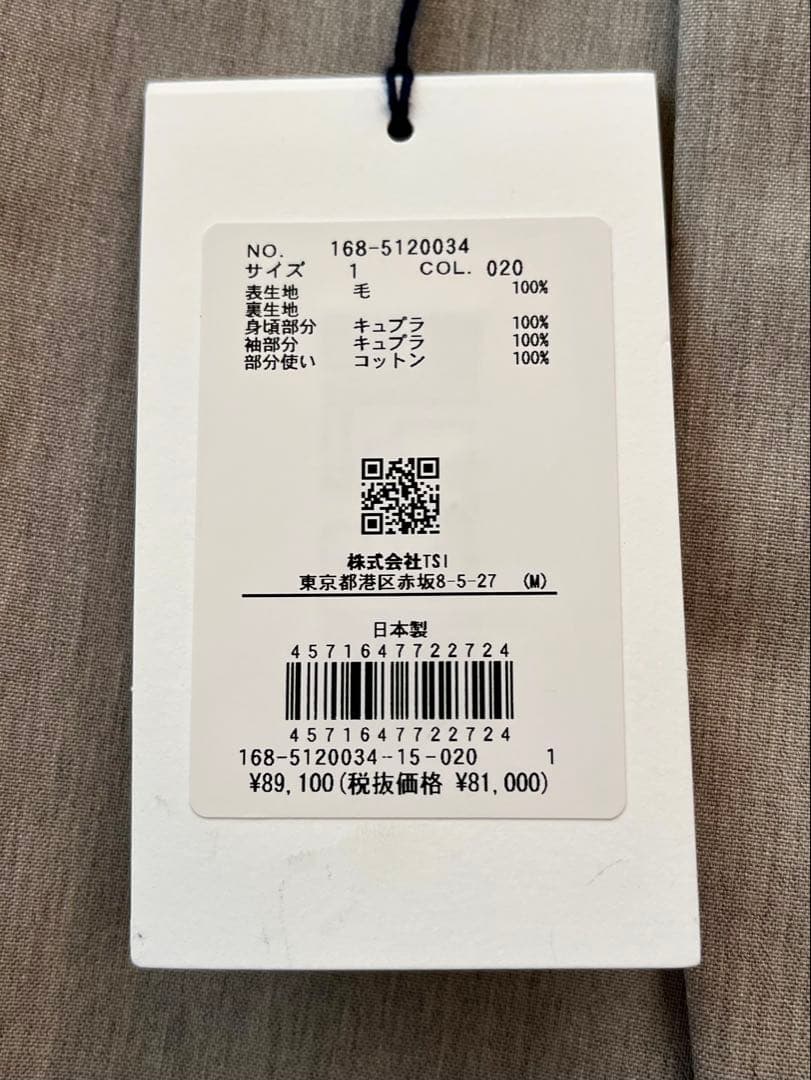 NO. 168-5120034
サイズ 1 COL. 020
表生地 毛 100%
裏生地
身頃部分 キュプラ 100%
袖部分 キュプラ 100%
部分使い コットン 100%
株式会社TSI
東京都港区赤坂8-5-27 (M)
日本製
4571647722724
4571647722724
168-5120034-15-020 1
¥89,100(税抜価格 ¥81,000)